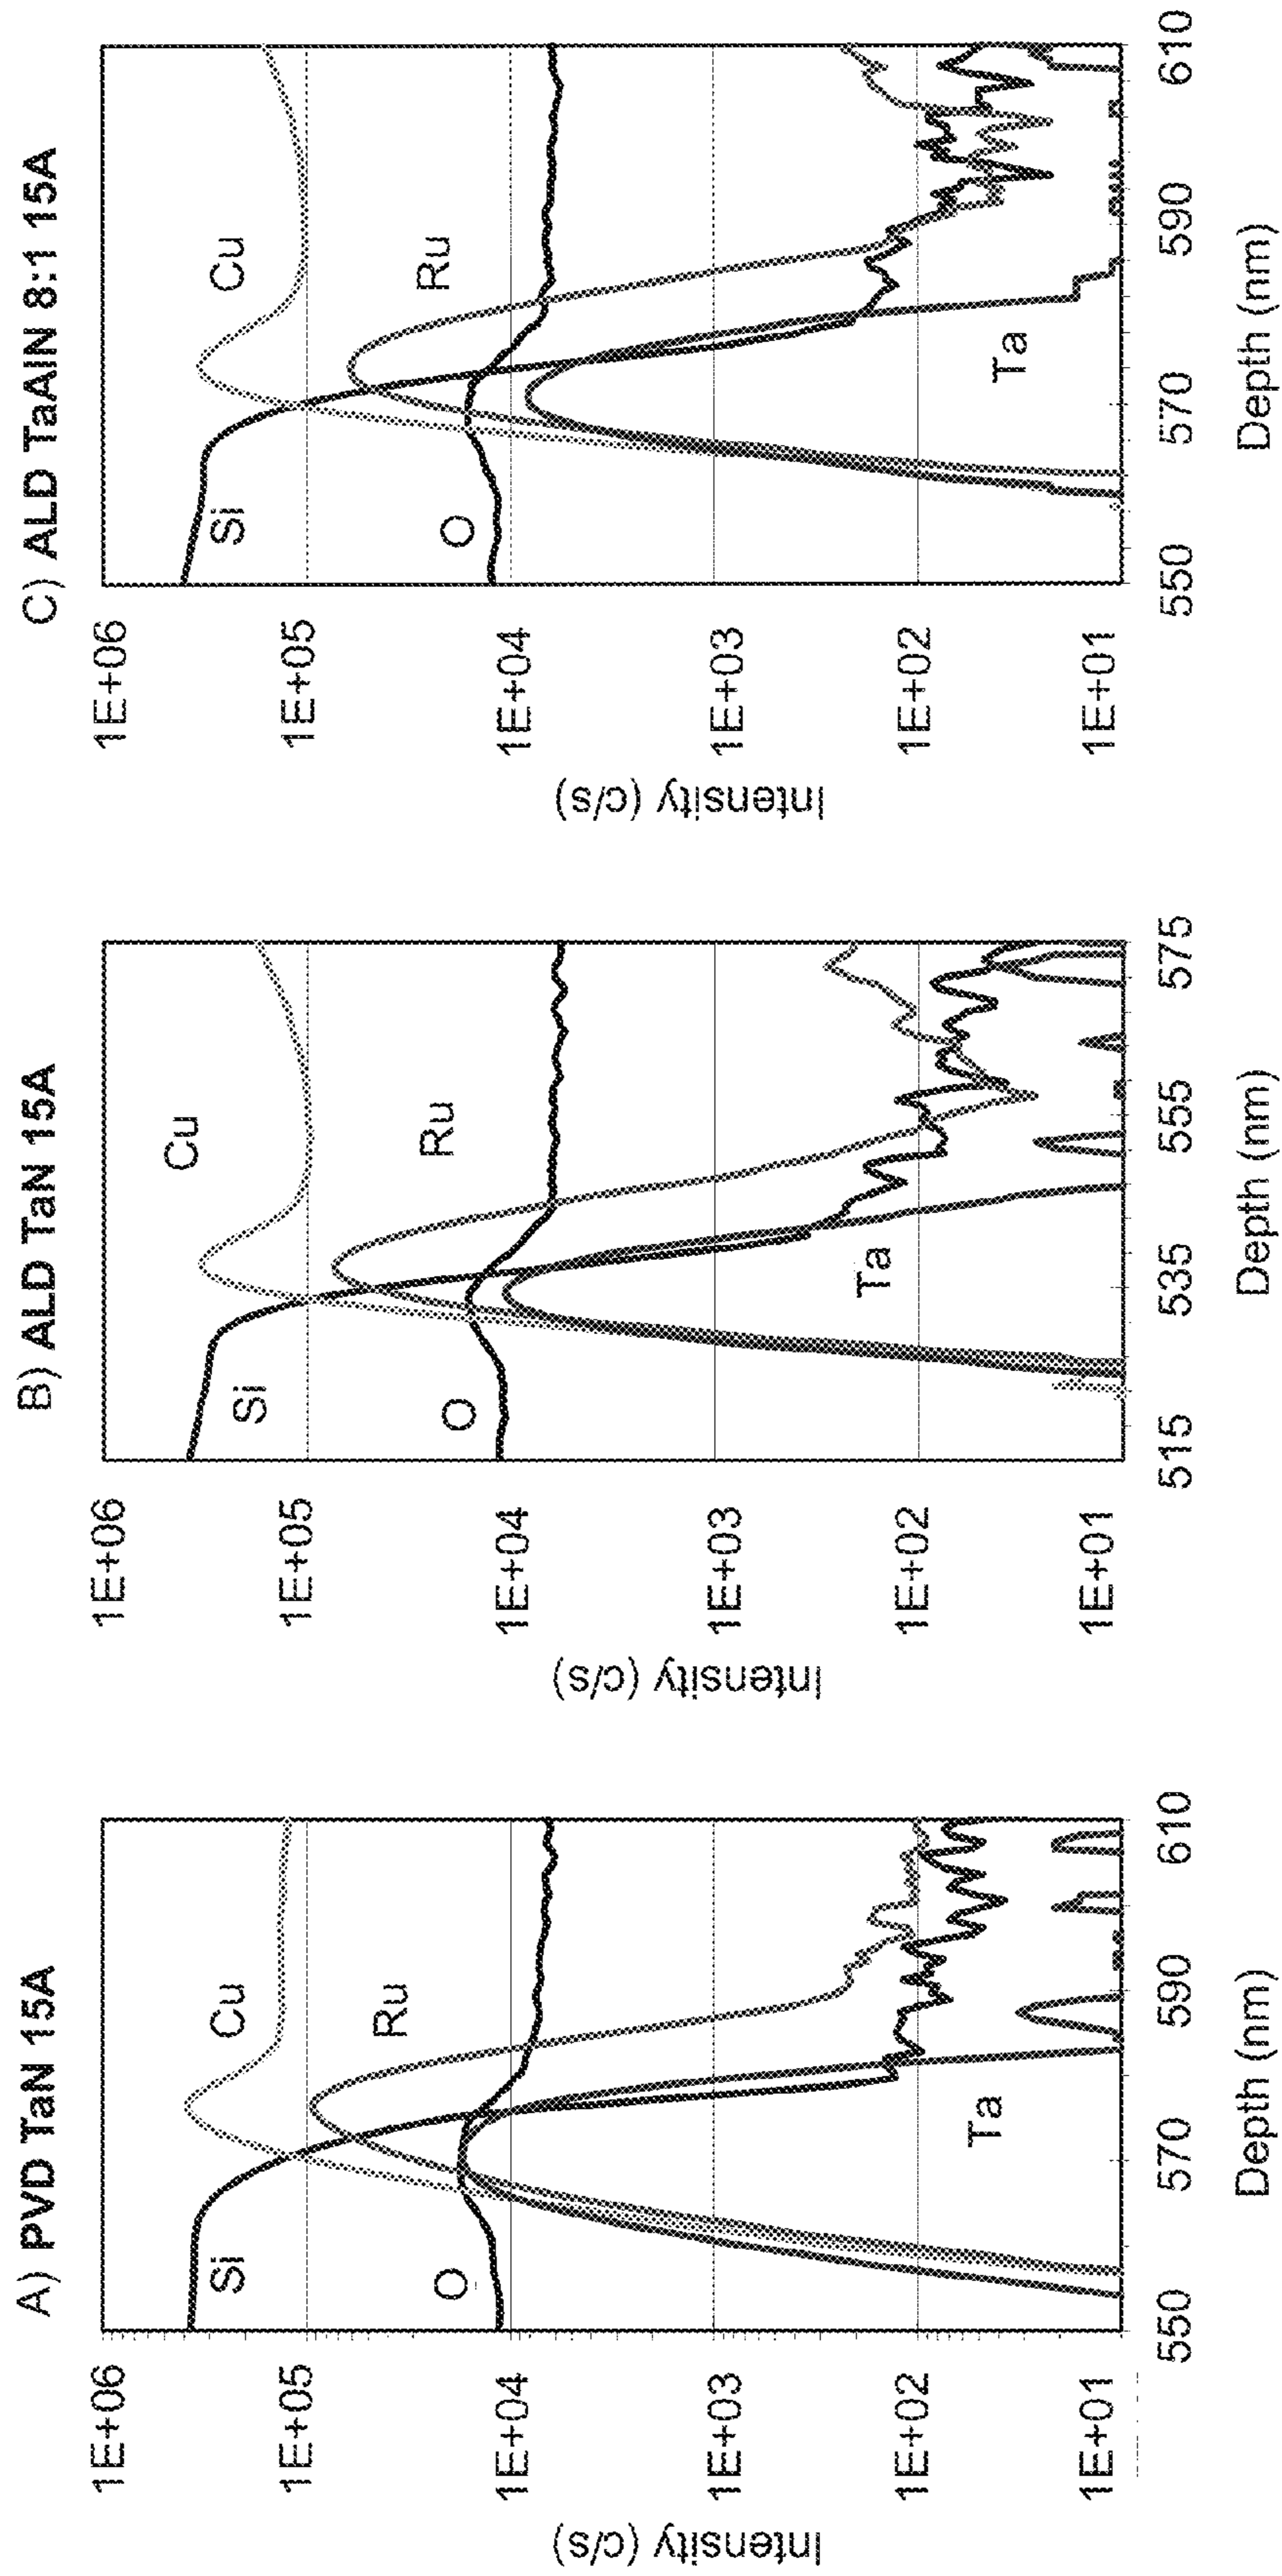 A) PVD TaN 15A
Intensity (c/s)
1E+06
1E+05
1E+04
1E+03
1E+02
1E+01
Si
Cu
O
Ru
Ta
550
570
590
610
Depth (nm)
B) ALD TaN 15A
Intensity (c/s)
1E+06
1E+05
1E+04
1E+03
1E+02
1E+01
Si
Cu
O
Ru
Ta
515
535
555
575
Depth (nm)
C) ALD TaAlN 8:1 15A
Intensity (c/s)
1E+06
1E+05
1E+04
1E+03
1E+02
1E+01
Si
Cu
O
Ru
Ta
550
570
590
610
Depth (nm)